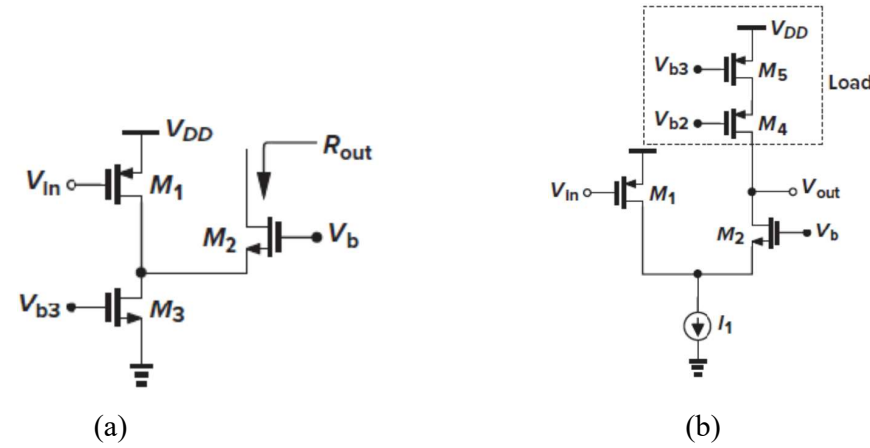 V_DD
V_in
M_1
R_out
M_2
V_b
V_b3
M_3
(a)
V_DD
V_b3
M_5
Load
V_b2
M_4
V_in
M_1
V_out
M_2
V_b
I_1
(b)